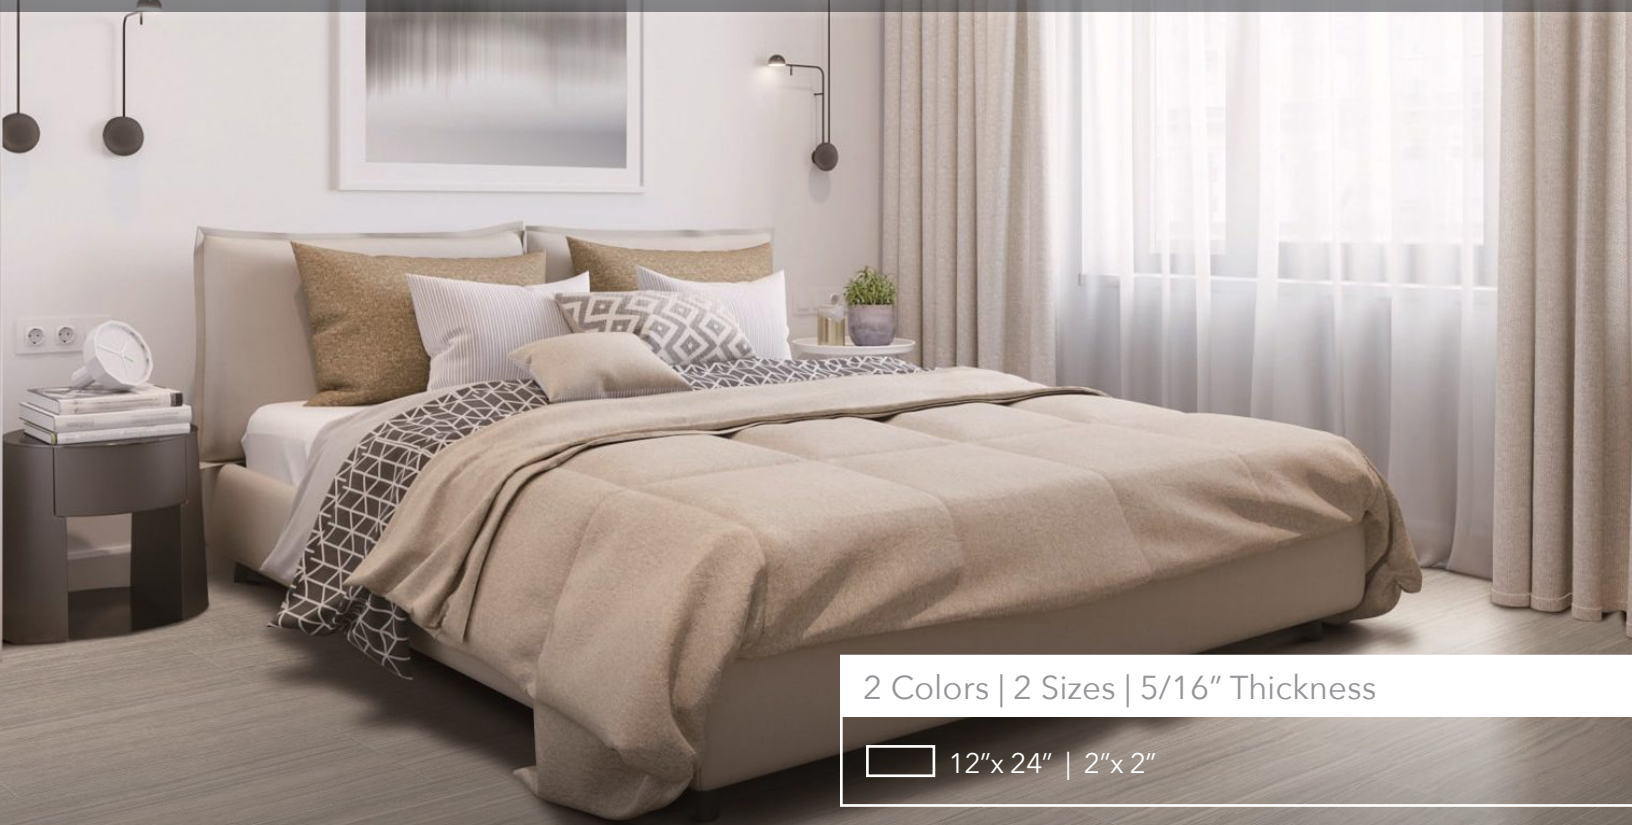 2 Colors | 2 Sizes | 5/16” Thickness
12”x 24” | 2”x 2”